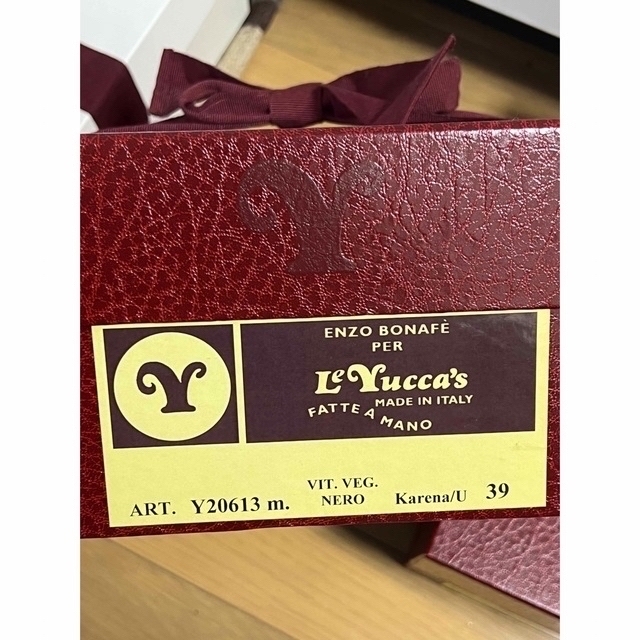 Y
Y
ENZO BONAFÈ
PER
Le Yucca's
MADE IN ITALY
FATTE A MANO
ART. Y20613 m. VIT. VEG. NERO Karena/U 39